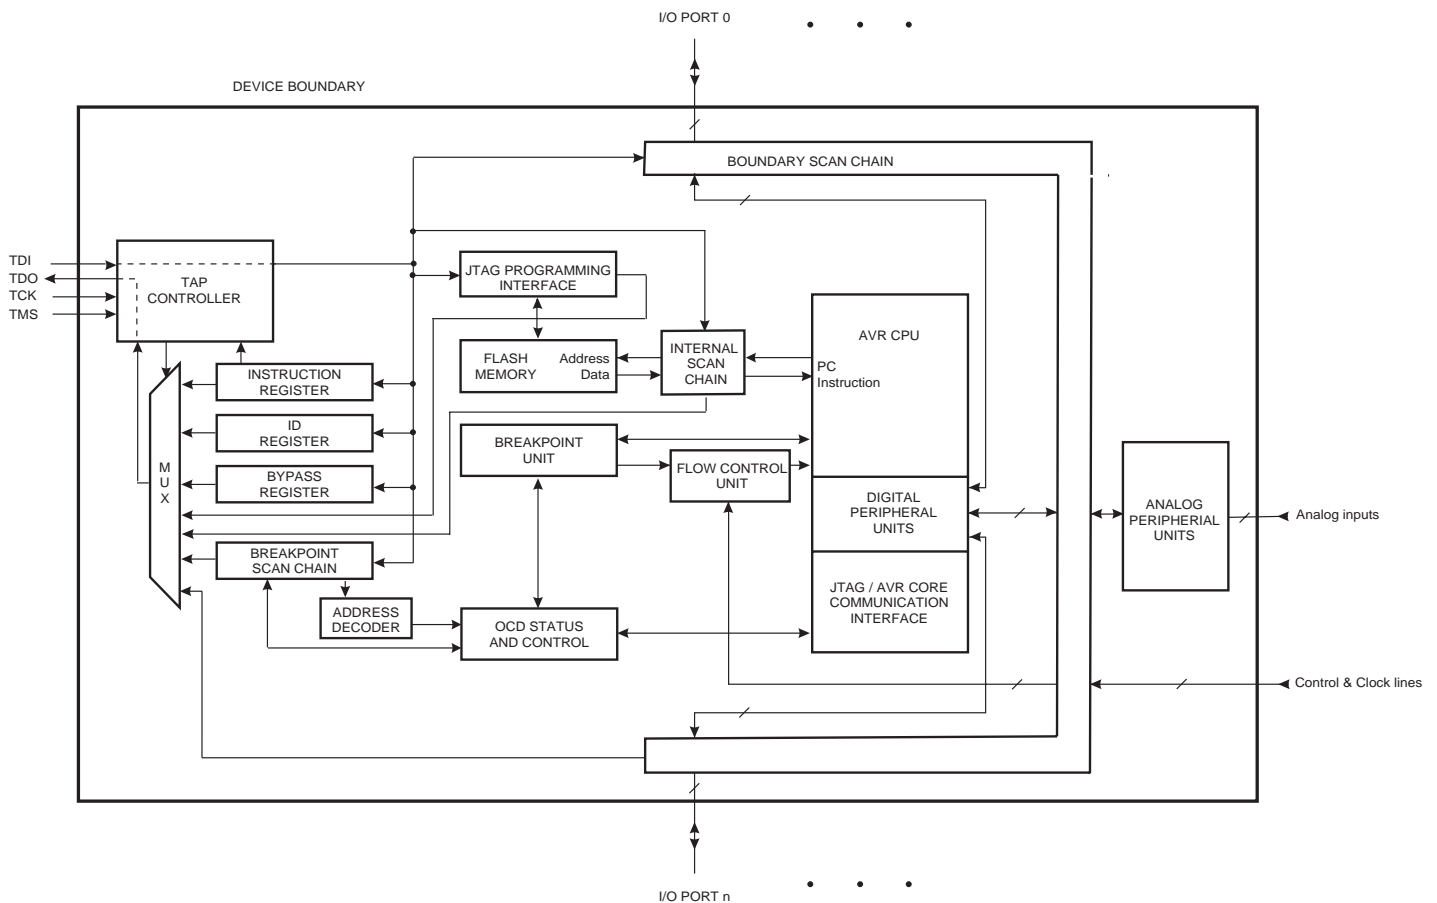 I/O PORT 0
DEVICE BOUNDARY
BOUNDARY SCAN CHAIN
TDI
TDO
TCK
TMS
TAP
CONTROLLER
JTAG PROGRAMMING
INTERFACE
AVR CPU
FLASH
MEMORY
Address
Data
INTERNAL
SCAN
CHAIN
PC
Instruction
INSTRUCTION
REGISTER
ID
REGISTER
BREAKPOINT
UNIT
FLOW CONTROL
UNIT
BYPASS
REGISTER
M
U
X
DIGITAL
PERIPHERAL
UNITS
ANALOG
PERIPHERIAL
UNITS
Analog inputs
BREAKPOINT
SCAN CHAIN
ADDRESS
DECODER
OCD STATUS
AND CONTROL
JTAG / AVR CORE
COMMUNICATION
INTERFACE
Control & Clock lines
I/O PORT n